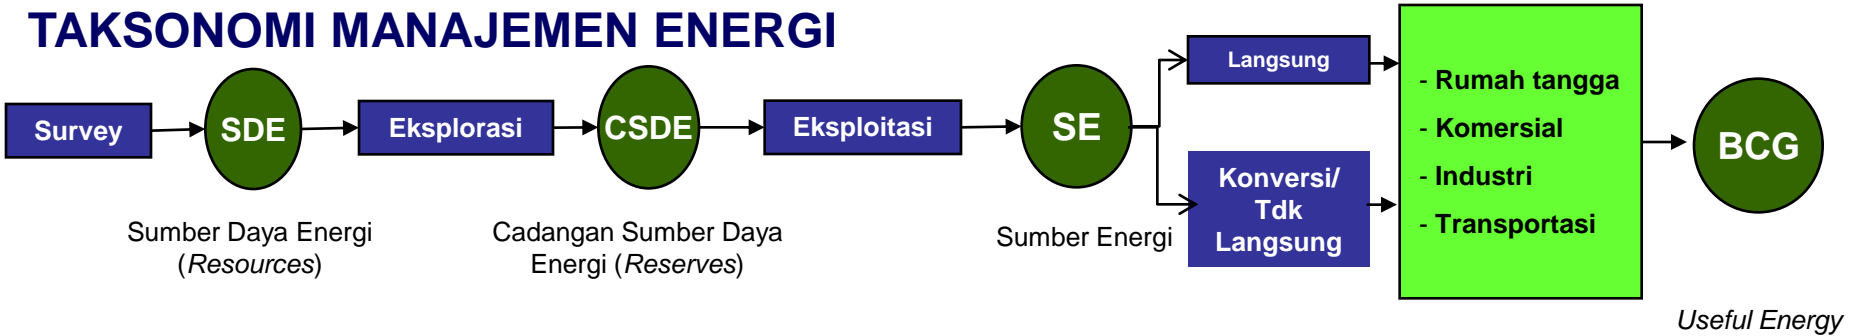 TAKSONOMI MANAJEMEN ENERGI
Survey
SDE
Eksplorasi
CSDE
Eksploitasi
SE
Langsung
Konversi/
Tdk
Langsung
- Rumah tangga
- Komersial
- Industri
- Transportasi
BCG
Sumber Daya Energi
(Resources)
Cadangan Sumber Daya
Energi (Reserves)
Sumber Energi
Useful Energy